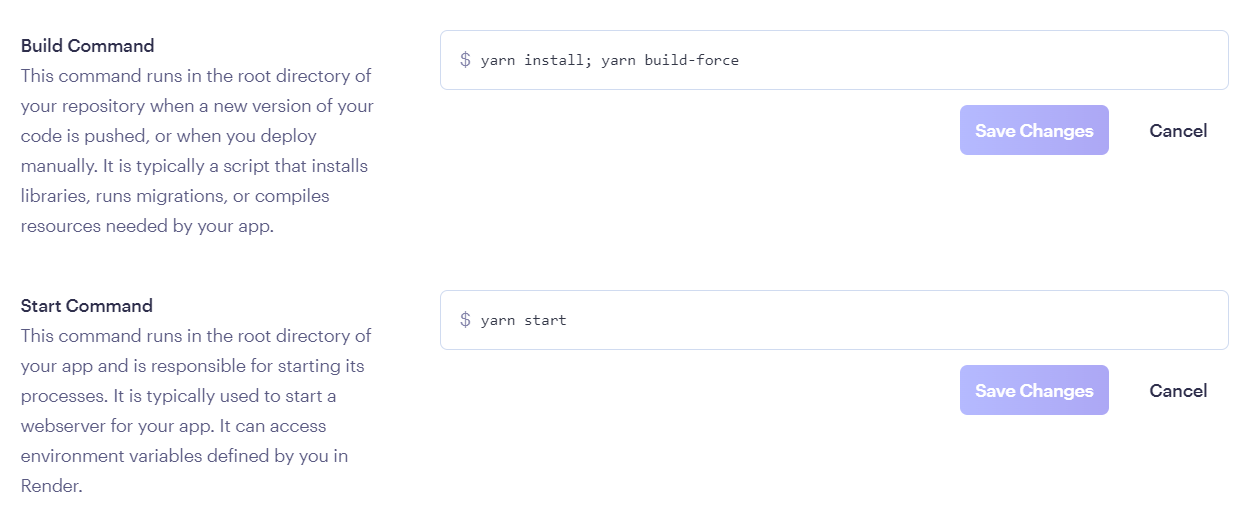 Build Command
This command runs in the root directory of
your repository when a new version of your
code is pushed, or when you deploy
manually. It is typically a script that installs
libraries, runs migrations, or compiles
resources needed by your app.
$ yarn install; yarn build-force
Save Changes Cancel
Start Command
This command runs in the root directory of
your app and is responsible for starting its
processes. It is typically used to start a
webserver for your app. It can access
environment variables defined by you in
Render.
$ yarn start
Save Changes Cancel